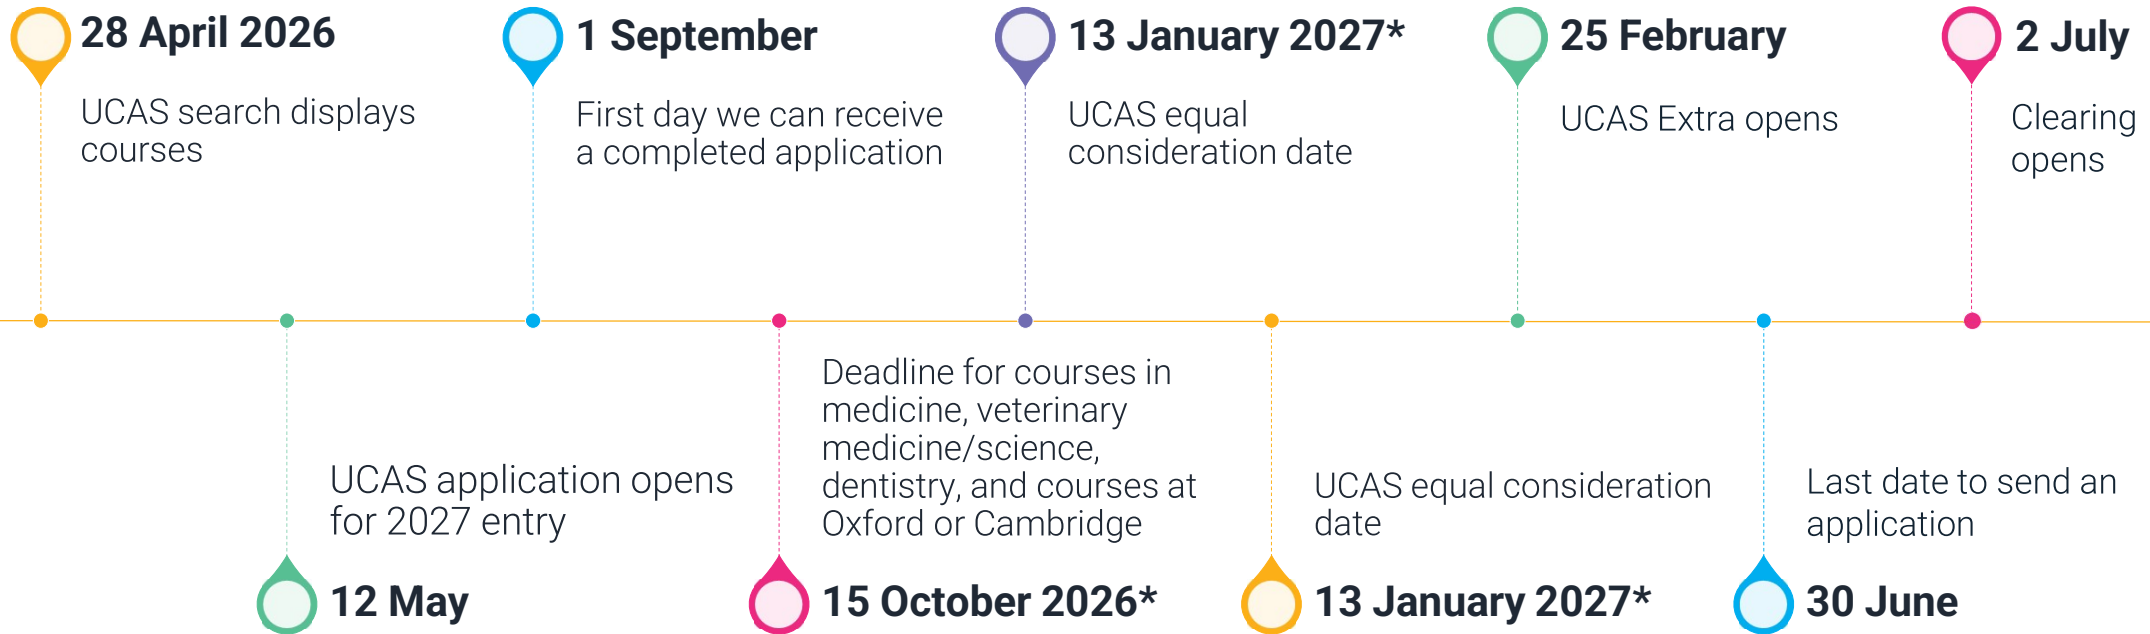 28 April 2026
UCAS search displays
courses
12 May
UCAS application opens
for 2027 entry
1 September
First day we can receive
a completed application
15 October 2026*
Deadline for courses in
medicine, veterinary
medicine/science,
dentistry, and courses at
Oxford or Cambridge
13 January 2027*
UCAS equal
consideration date
13 January 2027*
UCAS equal consideration
date
25 February
UCAS Extra opens
30 June
Last date to send an
application
2 July
Clearing
opens